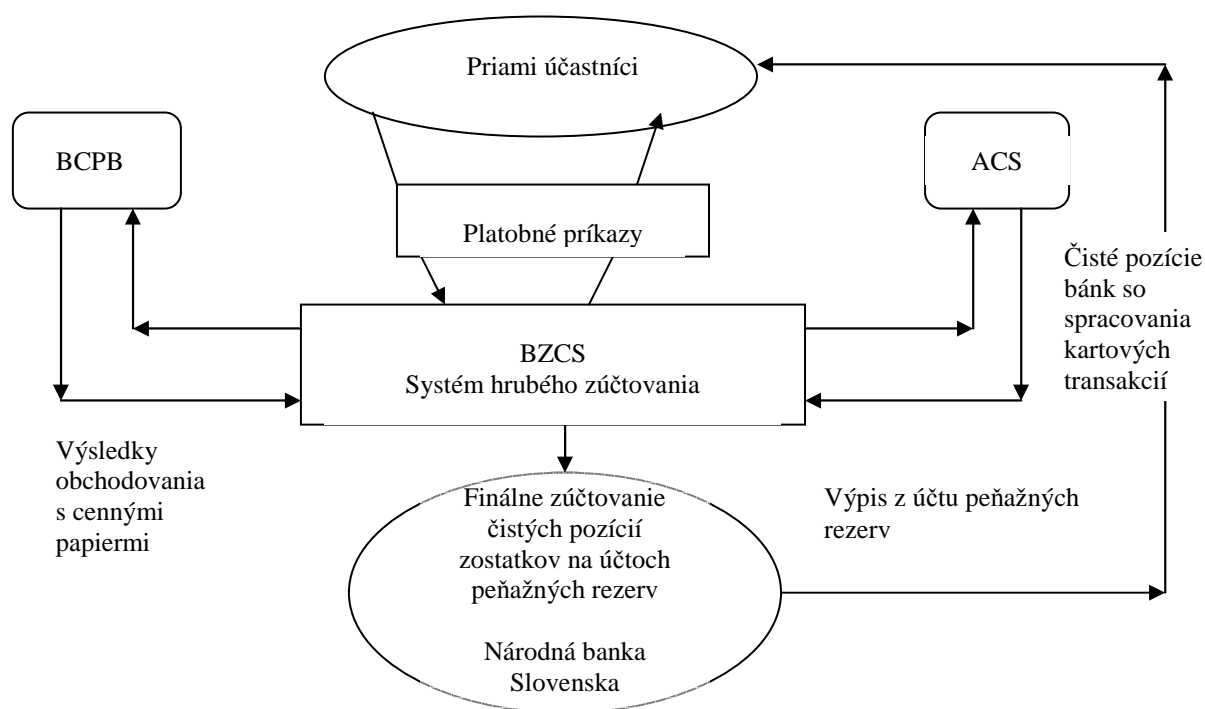 Priami účastníci
BCPB
ACS
Platobné príkazy
Čisté pozície
bánk so
spracovania
kartových
transakcií
BZCS
Systém hrubého zúčtovania
Výsledky
obchodovania
s cennými
papiermi
Finálne zúčtovanie
čistých pozícií
zostatkov na účtoch
peňažných rezerv
Národná banka
Slovenska
Výpis z účtu peňažných
rezerv